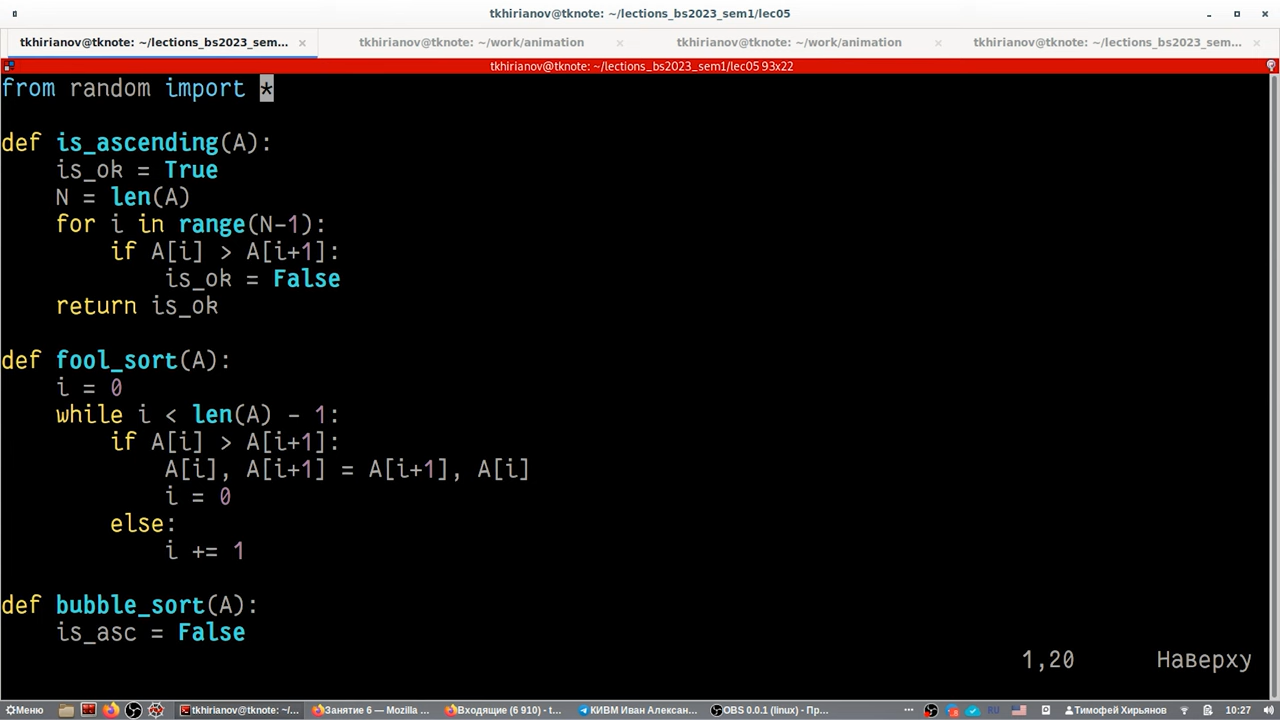 tkhirianov@tknote: ~/lections_bs2023_sem1/lec05
tkhirianov@tknote: ~/lections_bs2023_sem...
tkhirianov@tknote: ~/work/animation
tkhirianov@tknote: ~/work/animation
tkhirianov@tknote: ~/lections_bs2023_sem...
tkhirianov@tknote: ~/lections_bs2023_sem1/lec05 93x22
from random import *
def is_ascending(A):
    is_ok = True
    N = len(A)
    for i in range(N-1):
        if A[i] > A[i+1]:
            is_ok = False
    return is_ok
def fool_sort(A):
    i = 0
    while i < len(A) - 1:
        if A[i] > A[i+1]:
            A[i], A[i+1] = A[i+1], A[i]
            i = 0
        else:
            i += 1
def bubble_sort(A):
    is_asc = False
1,20 Наверху
Меню
tkhirianov@tknote: ~/...
Занятие 6 — Mozilla ...
Входящие (6 910) - t...
КИВМ Иван Алексан...
OBS 0.0.1 (linux) - Пр...
RU
Тимофей Хирьянов
10:27